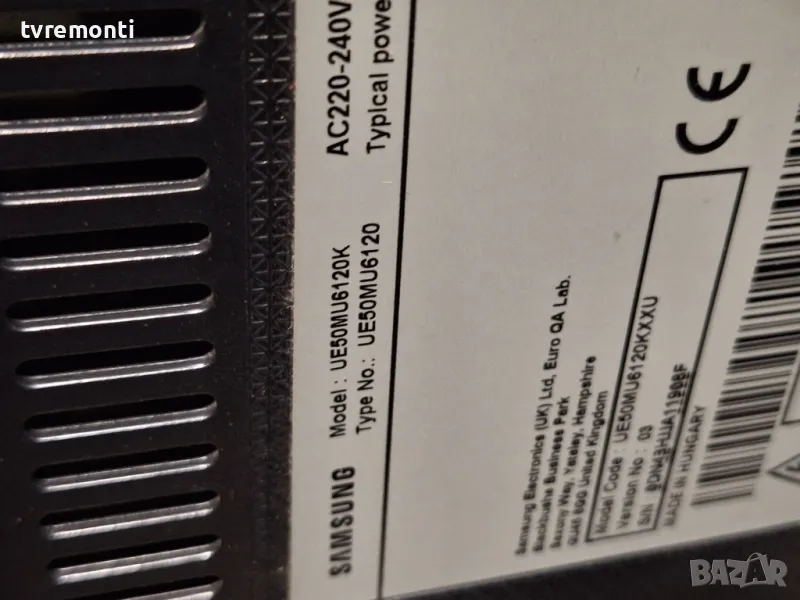 tvremonti
SAMSUNG
Model : UE50MU6120K
Type No.: UE50MU6120
AC220-240V
Typical powe
Samsung Electronics (UK) Ltd, Euro QA Lab.
Blackbushe Business Park
Saxony Way, Yateley, Hampshire
GU46 6GG United Kingdom
Model Code : UE50MU6120KXXU
Version No : 03
S/N
MADE IN HUNGARY
CE
BAZAR